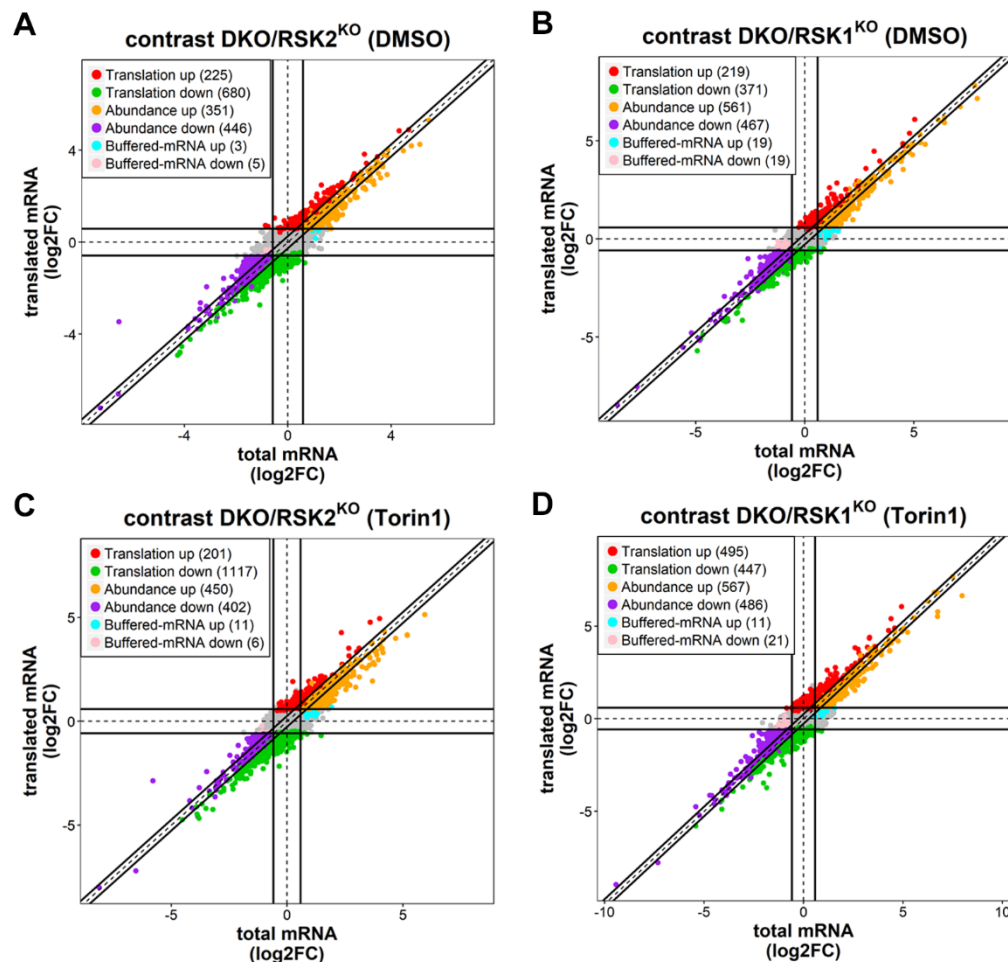 A
contrast DKO/RSK2KO (DMSO)
Translation up (225)
Translation down (680)
Abundance up (351)
Abundance down (446)
Buffered-mRNA up (3)
Buffered-mRNA down (5)
translated mRNA
(log2FC)
4
0
-4
-4
0
4
total mRNA
(log2FC)
B
contrast DKO/RSK1KO (DMSO)
Translation up (219)
Translation down (371)
Abundance up (561)
Abundance down (467)
Buffered-mRNA up (19)
Buffered-mRNA down (19)
translated mRNA
(log2FC)
5
0
-5
-5
0
5
total mRNA
(log2FC)
C
contrast DKO/RSK2KO (Torin1)
Translation up (201)
Translation down (1117)
Abundance up (450)
Abundance down (402)
Buffered-mRNA up (11)
Buffered-mRNA down (6)
translated mRNA
(log2FC)
5
0
-5
-5
0
5
total mRNA
(log2FC)
D
contrast DKO/RSK1KO (Torin1)
Translation up (495)
Translation down (447)
Abundance up (567)
Abundance down (486)
Buffered-mRNA up (11)
Buffered-mRNA down (21)
translated mRNA
(log2FC)
5
0
-5
-10
-5
0
5
10
total mRNA
(log2FC)